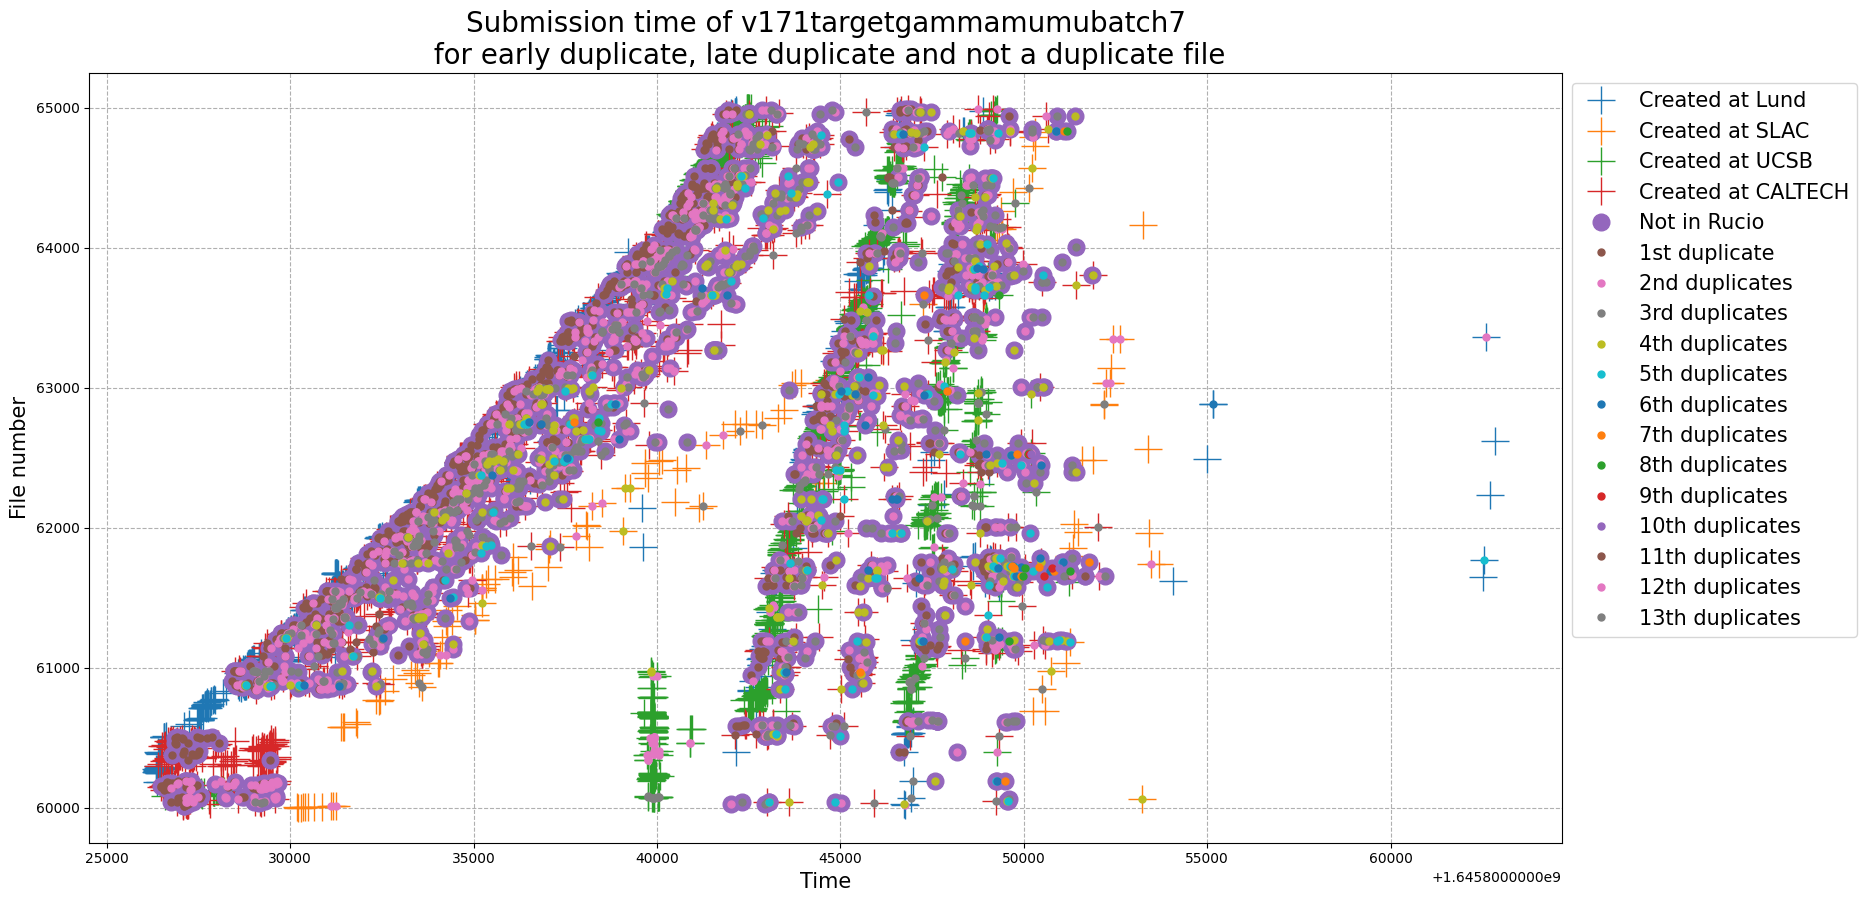 Submission time of v171targetgammamumubatch7
for early duplicate, late duplicate and not a duplicate file
File number
65000
64000
63000
62000
61000
60000
25000
30000
35000
40000
45000
50000
55000
60000
Time
+1.6458000000e9
Created at Lund
Created at SLAC
Created at UCSB
Created at CALTECH
Not in Rucio
1st duplicate
2nd duplicates
3rd duplicates
4th duplicates
5th duplicates
6th duplicates
7th duplicates
8th duplicates
9th duplicates
10th duplicates
11th duplicates
12th duplicates
13th duplicates